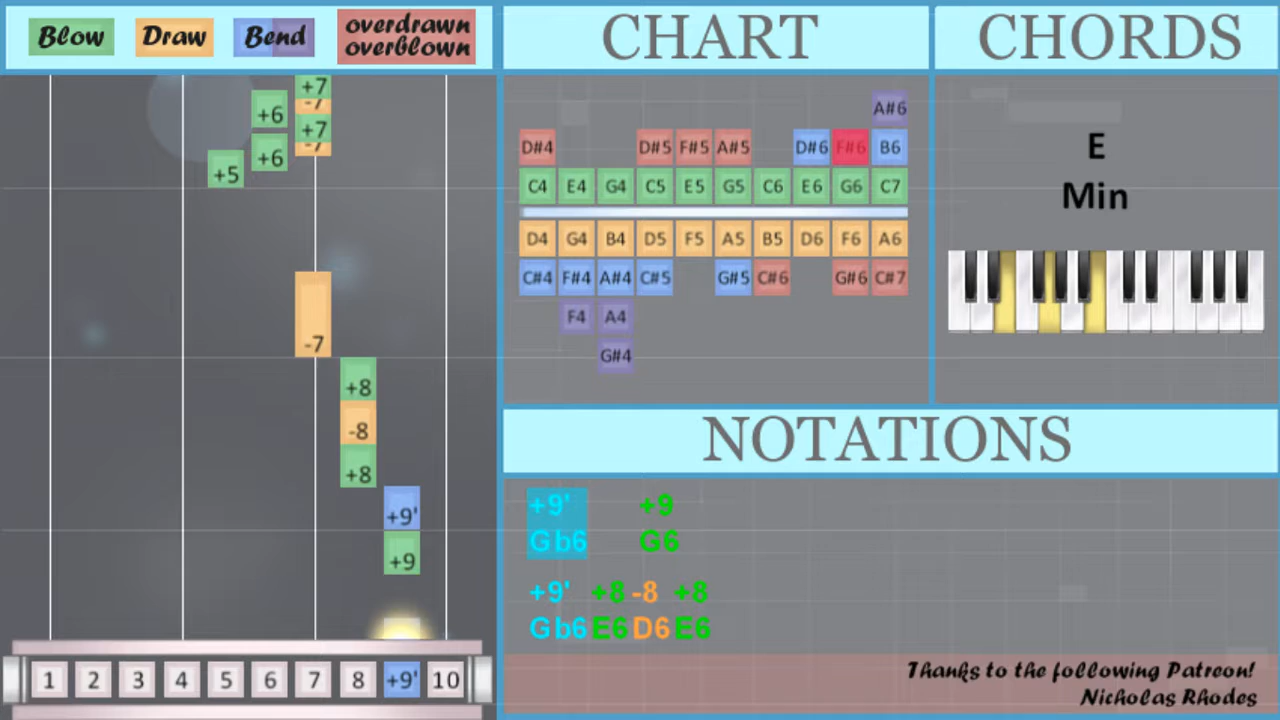 Blow Draw Bend overdrawn
overblown
CHART
CHORDS
+7
-7
+6
+7
-7
+6
+5
-7
+8
-8
+8
+9'
+9
1 2 3 4 5 6 7 8 +9' 10
A#6
D#4 D#5 F#5 A#5 D#6 F#6 B6
C4 E4 G4 C5 E5 G5 C6 E6 G6 C7
D4 G4 B4 D5 F5 A5 B5 D6 F6 A6
C#4 F#4 A#4 C#5 G#5 C#6 G#6 C#7
F4 A4
G#4
E
Min
NOTATIONS
+9' +9
Gb6 G6
+9' +8 -8 +8
Gb6 E6 D6 E6
Thanks to the following Patreon!
Nicholas Rhodes